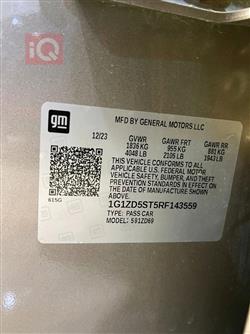 iQ
gm
MFD BY GENERAL MOTORS LLC
12/23 GVWR GAWR FRT GAWR RR
1836 KG 955 KG 881 KG
4048 LB 2105 LB 1943 LB
THIS VEHICLE CONFORMS TO ALL
APPLICABLE U.S. FEDERAL MOTOR
VEHICLE SAFETY, BUMPER, AND THEFT
PREVENTION STANDARDS IN EFFECT ON
THE DATE OF MANUFACTURE SHOWN
ABOVE.
615G
1G1ZD5ST5RF143559
TYPE: PASS CAR
MODEL: 591ZD69